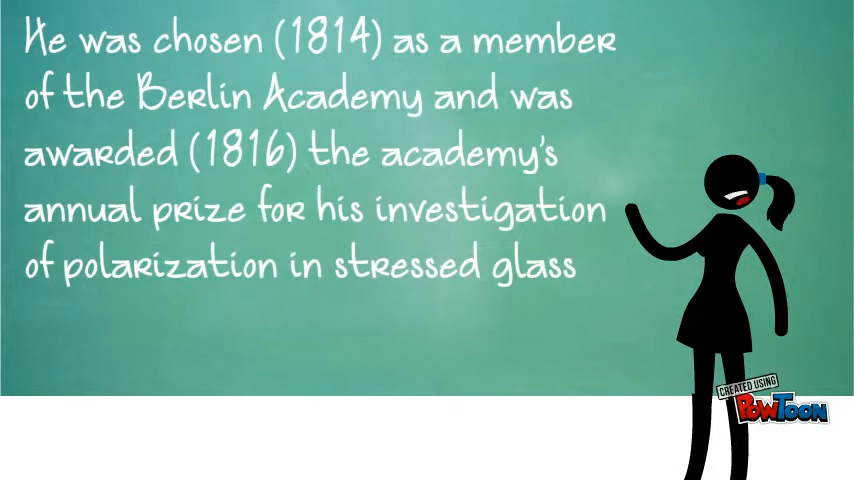 He was chosen (1814) as a member
of the Berlin Academy and was
awarded (1816) the academy's
annual prize for his investigation
of polarization in stressed glass
CREATED USING
POWTOON